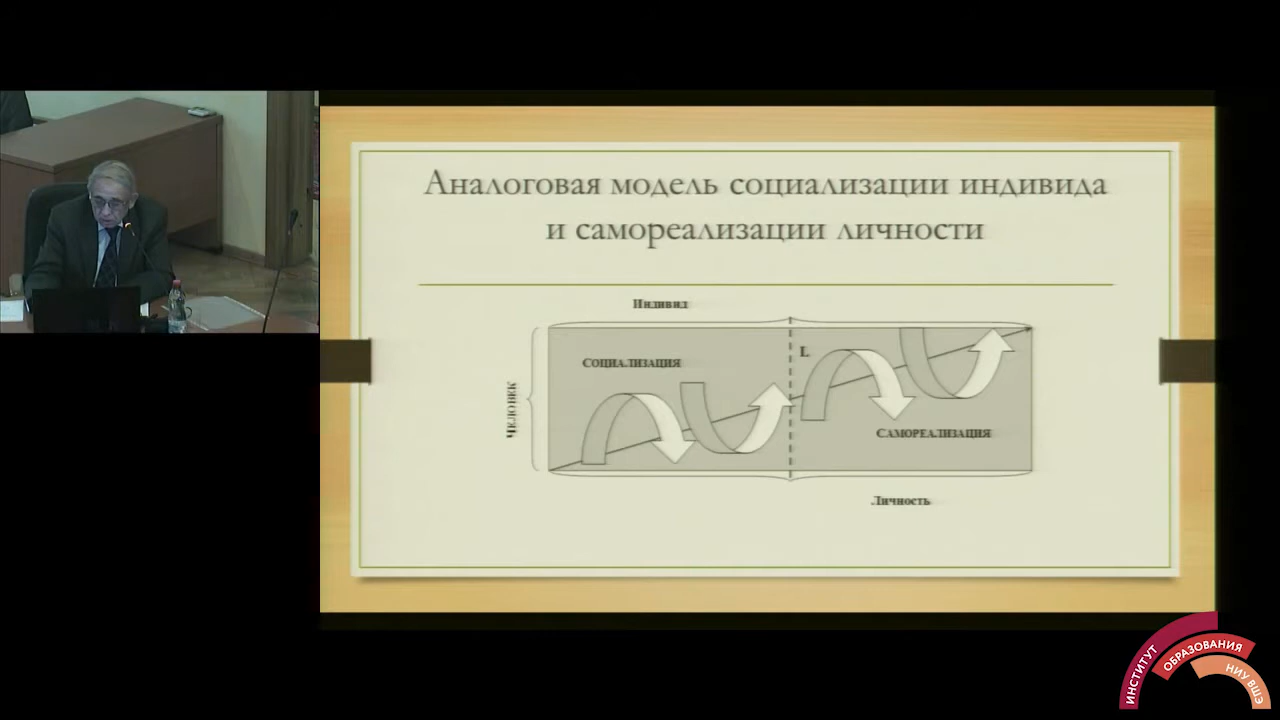 Аналоговая модель социализации индивида
и самореализации личности
Индивид
СОЦИАЛИЗАЦИЯ
L
ЧЕЛОВЕК
САМОРЕАЛИЗАЦИЯ
Личность
ИНСТИТУТ
ОБРАЗОВАНИЯ
НИУ ВШЭ